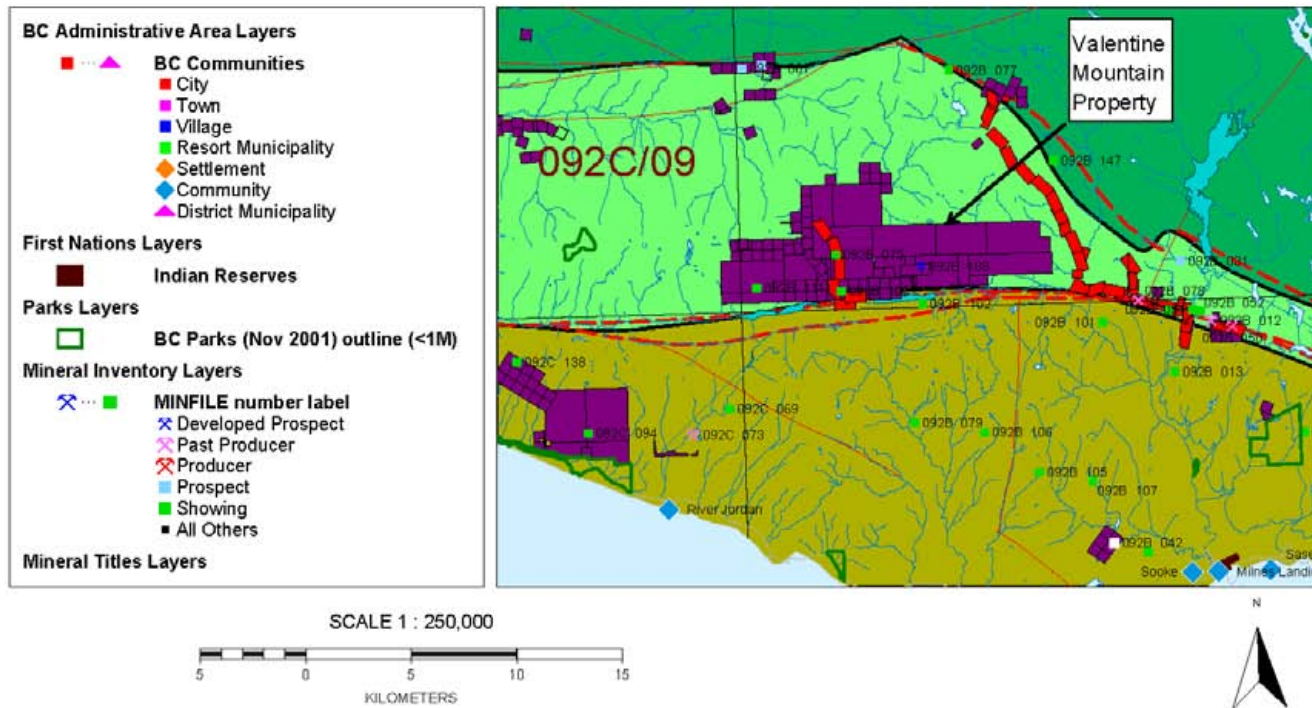 BC Administrative Area Layers
BC Communities
City
Town
Village
Resort Municipality
Settlement
Community
District Municipality
First Nations Layers
Indian Reserves
Parks Layers
BC Parks (Nov 2001) outline (<1M)
Mineral Inventory Layers
MINFILE number label
Developed Prospect
Past Producer
Producer
Prospect
Showing
All Others
Mineral Titles Layers
Valentine
Mountain
Property
092B 077
092C/09
092B 147
092B 078
092B 052
092B 102
092B 101
092B 012
092B 013
092C 138
092C 069
092C 094
092C 073
092B 079
092B 106
092B 105
092B 107
092B 042
River Jordan
Sooke
SCALE 1 : 250,000
5 0 5 10 15
KILOMETERS
N